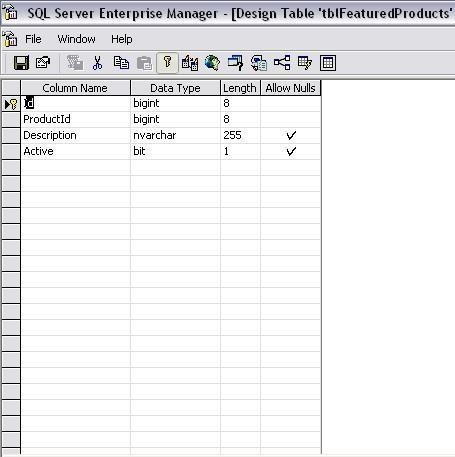 SQL Server Enterprise Manager - [Design Table 'tblFeaturedProducts'
File Window Help
Column Name Data Type Length Allow Nulls
Id bigint 8
ProductId bigint 8
Description nvarchar 255
Active bit 1